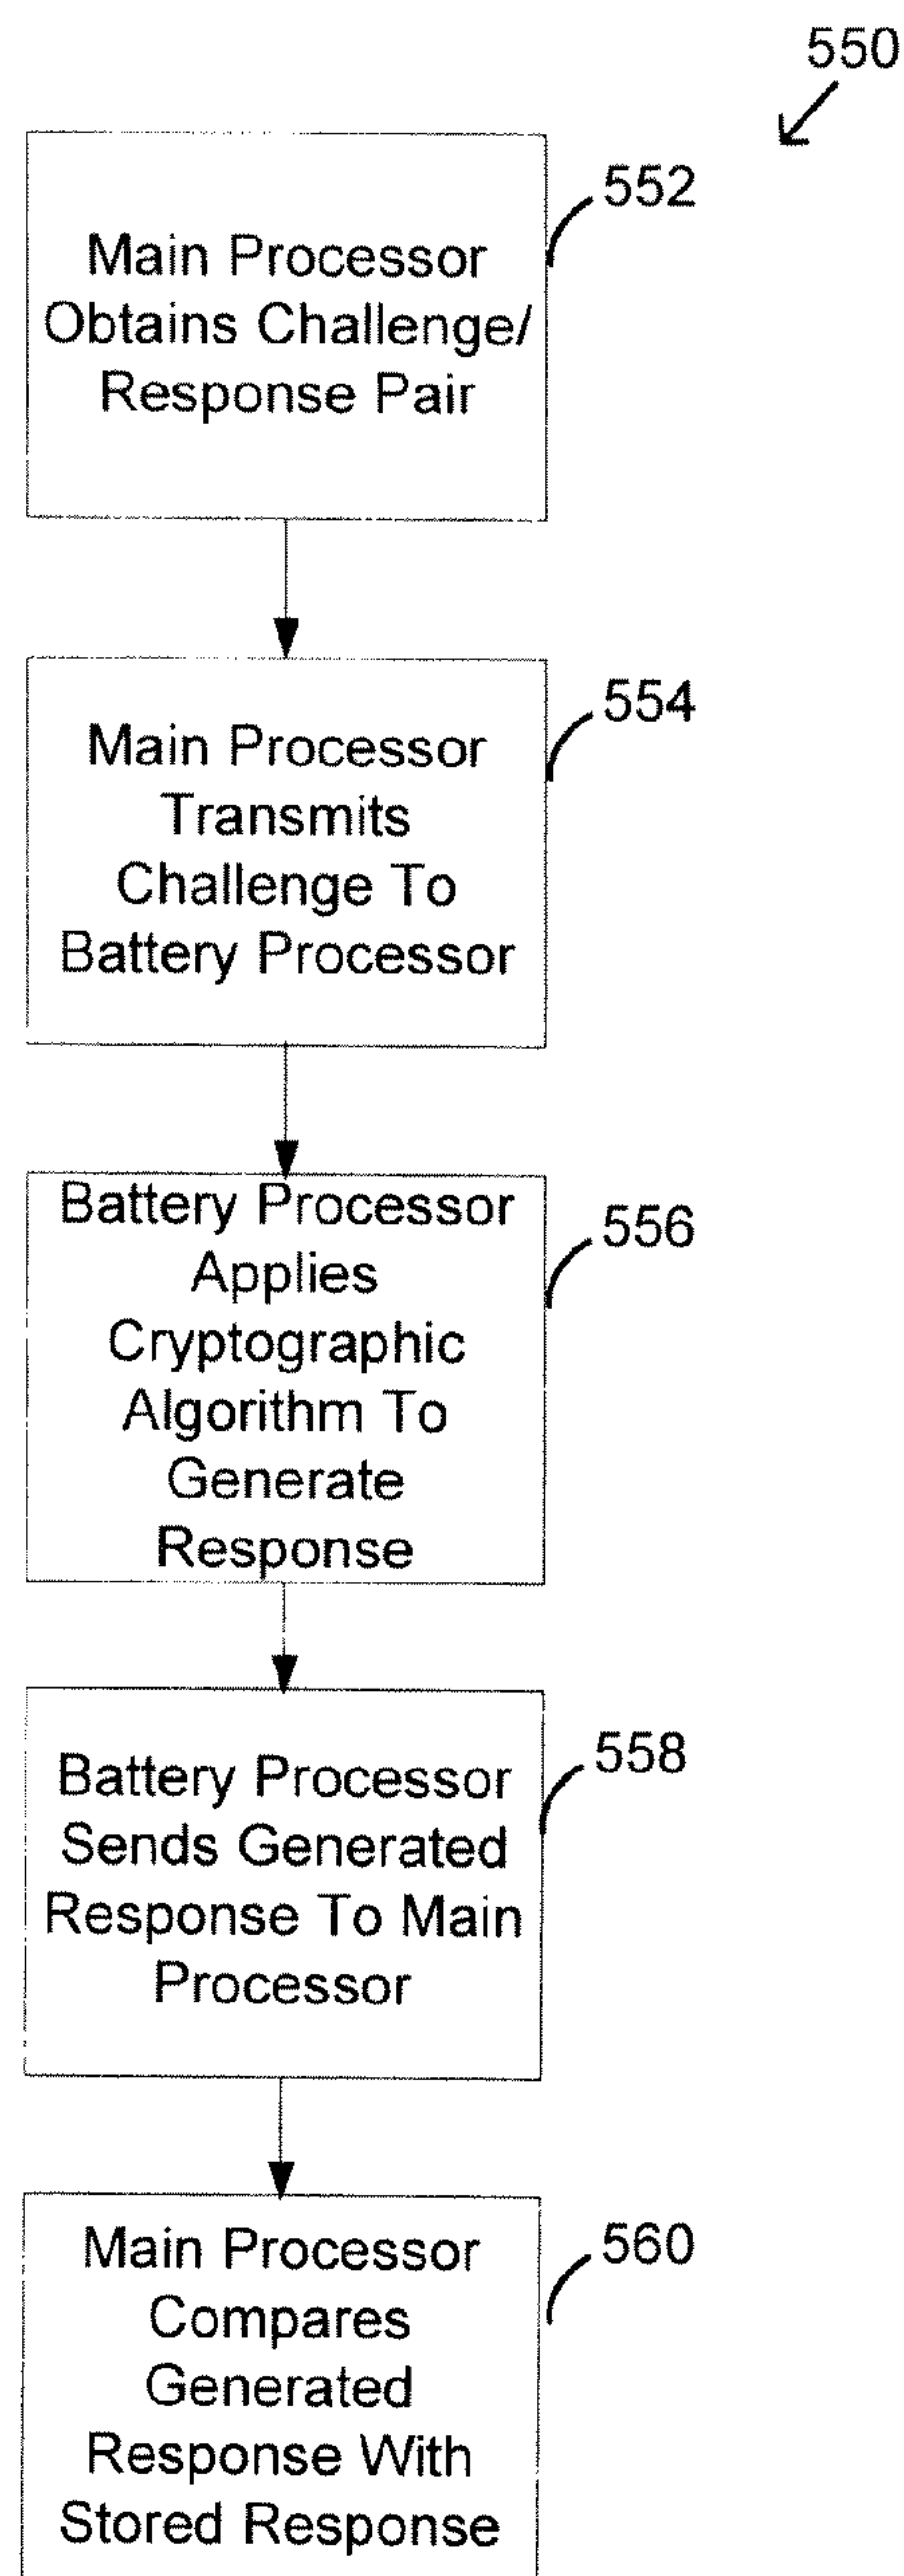 550
552
Main Processor
Obtains Challenge/
Response Pair
554
Main Processor
Transmits
Challenge To
Battery Processor
556
Battery Processor
Applies
Cryptographic
Algorithm To
Generate
Response
558
Battery Processor
Sends Generated
Response To Main
Processor
560
Main Processor
Compares
Generated
Response With
Stored Response